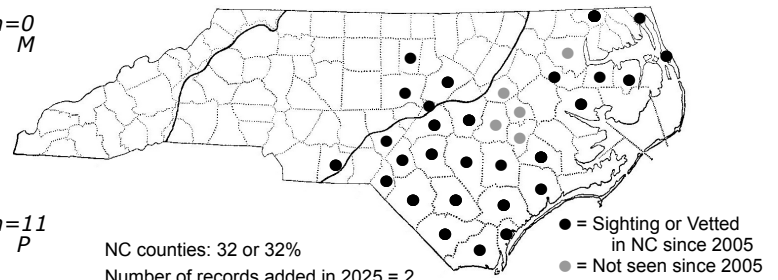 n=0
M
n=11
P
NC counties: 32 or 32%
Number of records added in 2025 = 2
● = Sighting or Vetted
in NC since 2005
● = Not seen since 2005